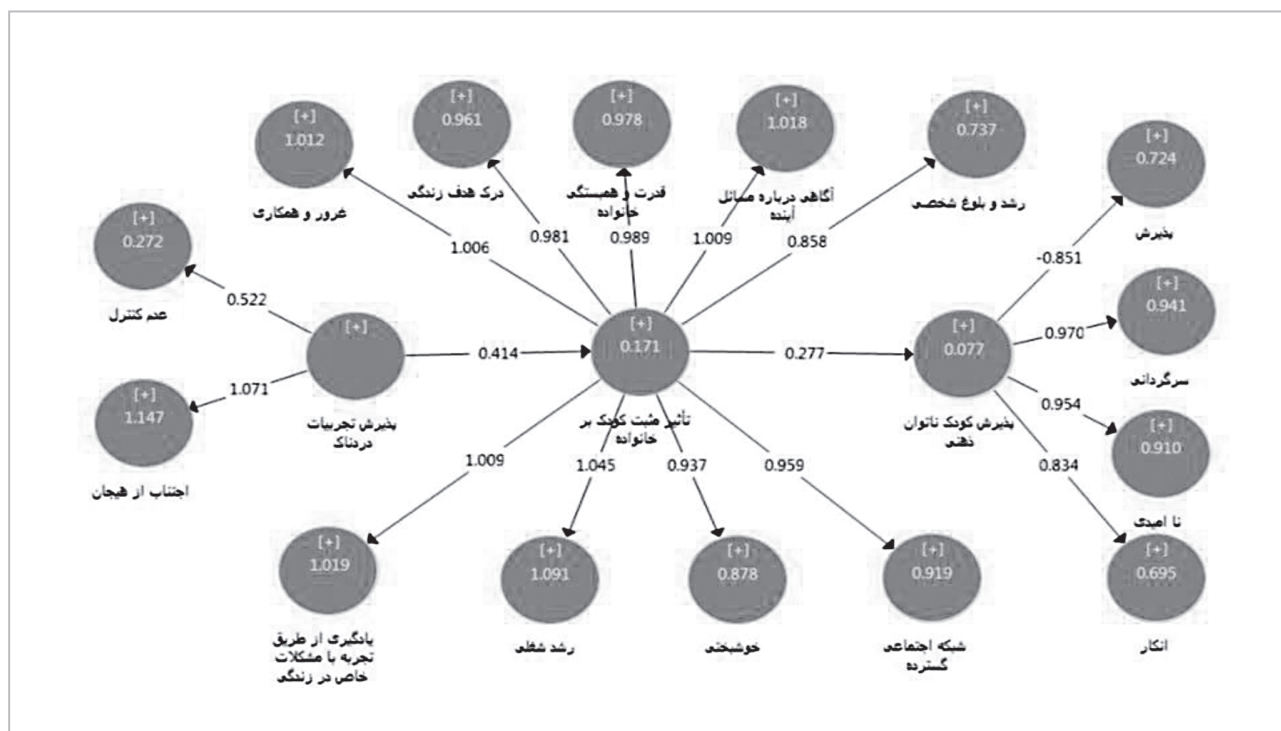 [+]
1.012
غرور و همکاری
[+]
0.961
درک هدف زندگی
[+]
0.978
قدرت و همبستگی
خانواده
[+]
1.018
آگاهی درباره مسائل
آینده
[+]
0.737
رشد و بلوغ شخصی
[+]
0.724
پذیرش
[+]
0.272
عدم کنترل
1.006
0.981
0.989
1.009
0.858
-0.851
0.522
[+]
پذیرش تجربیات
دردناک
0.414
[+]
0.171
تأثیر مثبت کودک بر
خانواده
0.277
[+]
0.077
پذیرش کودک ناتوان
ذهنی
0.970
[+]
0.941
سرگردانی
1.071
[+]
1.147
اجتناب از هیجان
0.954
[+]
0.910
نا امیدی
1.009
1.045
0.937
0.959
0.834
[+]
1.019
یادگیری از طریق
تجربه با مشکلات
خاص در زندگی
[+]
1.091
رشد شغلی
[+]
0.878
خوشبختی
[+]
0.919
شبکه اجتماعی
گسترده
[+]
0.695
انکار